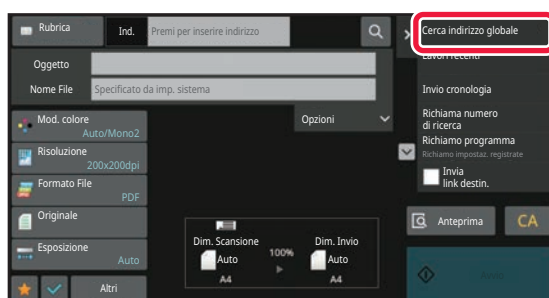 Rubrica
Ind.
Premi per inserire indirizzo
Oggetto
Nome File
Specificato da imp. sistema
Mod. colore
Auto/Mono2
Risoluzione
200x200dpi
Formato File
PDF
Originale
Esposizione
Auto
Altri
Opzioni
Dim. Scansione
Auto
A4
100%
Dim. Invio
Auto
A4
Cerca indirizzo globale
Lavori recenti
Invio cronologia
Richiama numero
di ricerca
Richiamo programma
Richiamo impostaz. registrate
Invia
link destin.
Anteprima
CA